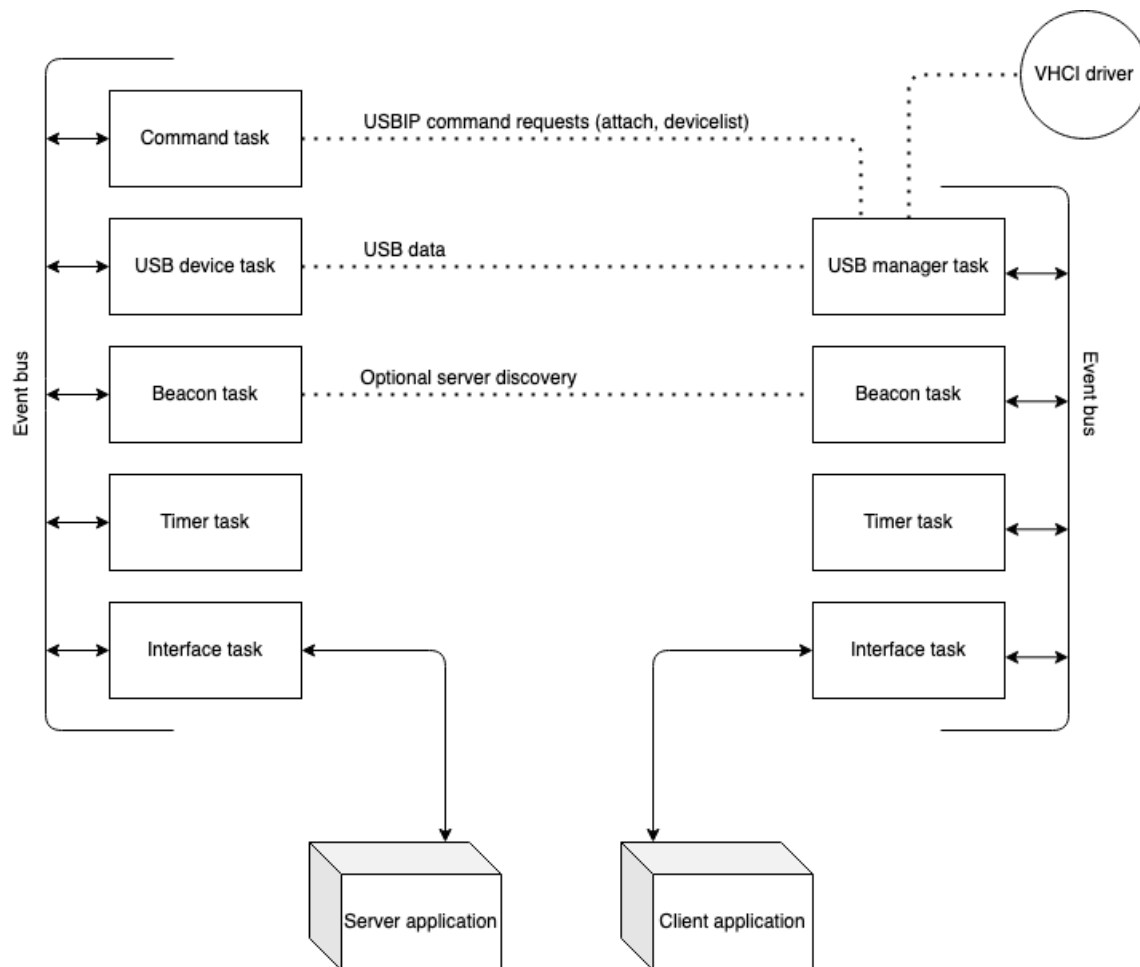 VHCI driver
USBIP command requests (attach, devicelist)
Command task
USB data
USB device task
USB manager task
Event bus
Optional server discovery
Beacon task
Beacon task
Event bus
Timer task
Timer task
Interface task
Interface task
Server application
Client application